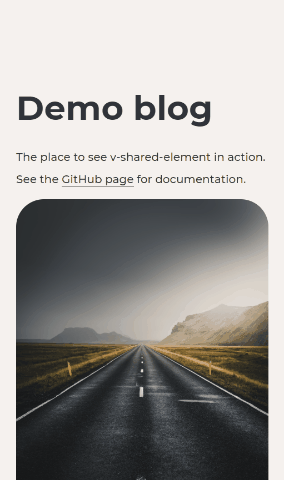 Demo blog
The place to see v-shared-element in action.
See the GitHub page for documentation.